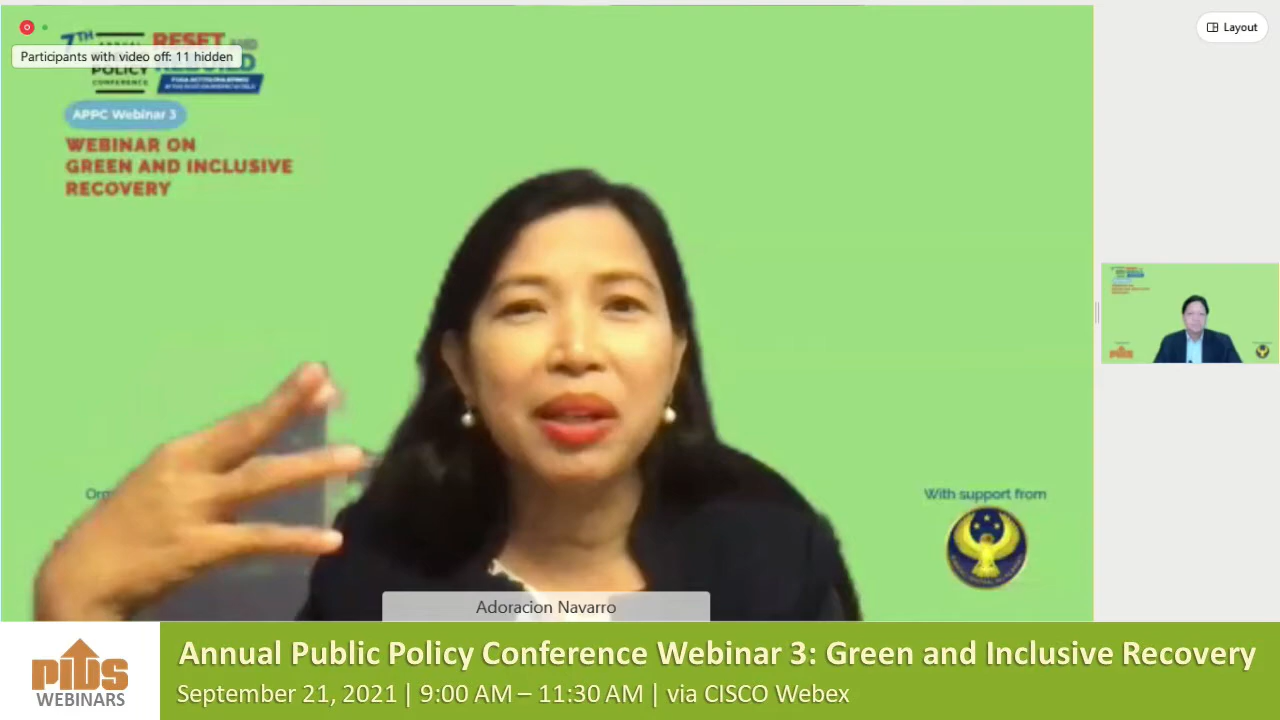 Layout
7TH
RESET AND
Participants with video off: 11 hidden
POLICY
CONFERENCE
APPC Webinar 3
WEBINAR ON
GREEN AND INCLUSIVE
RECOVERY
With support from
Adoracion Navarro
PIDS
WEBINARS
Annual Public Policy Conference Webinar 3: Green and Inclusive Recovery
September 21, 2021 | 9:00 AM – 11:30 AM | via CISCO Webex